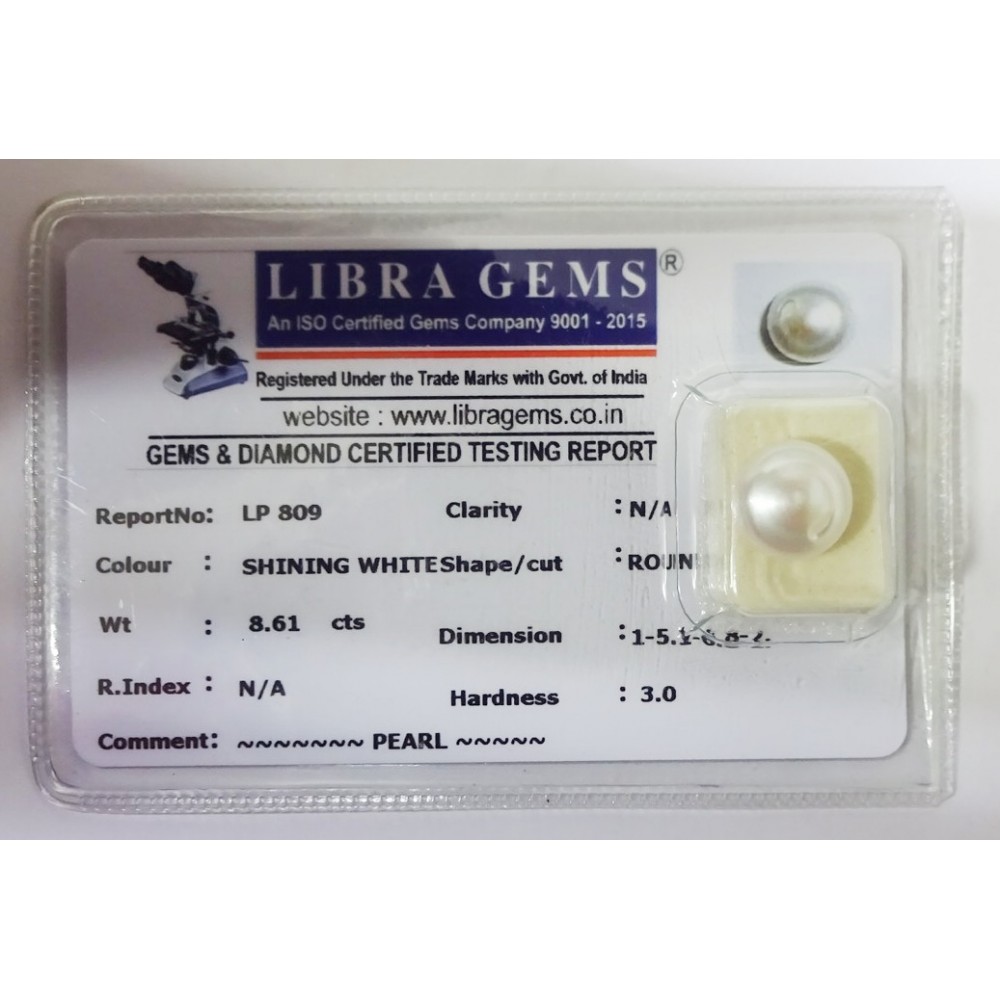 LIBRA GEMS ®
An ISO Certified Gems Company 9001 - 2015
Registered Under the Trade Marks with Govt. of India
website : www.libragems.co.in
GEMS & DIAMOND CERTIFIED TESTING REPORT
ReportNo: LP 809 Clarity : N/A
Colour : SHINING WHITE Shape/cut :
Wt : 8.61 cts Dimension :
R.Index : N/A Hardness : 3.0
Comment: ~~~~~~~ PEARL ~~~~~